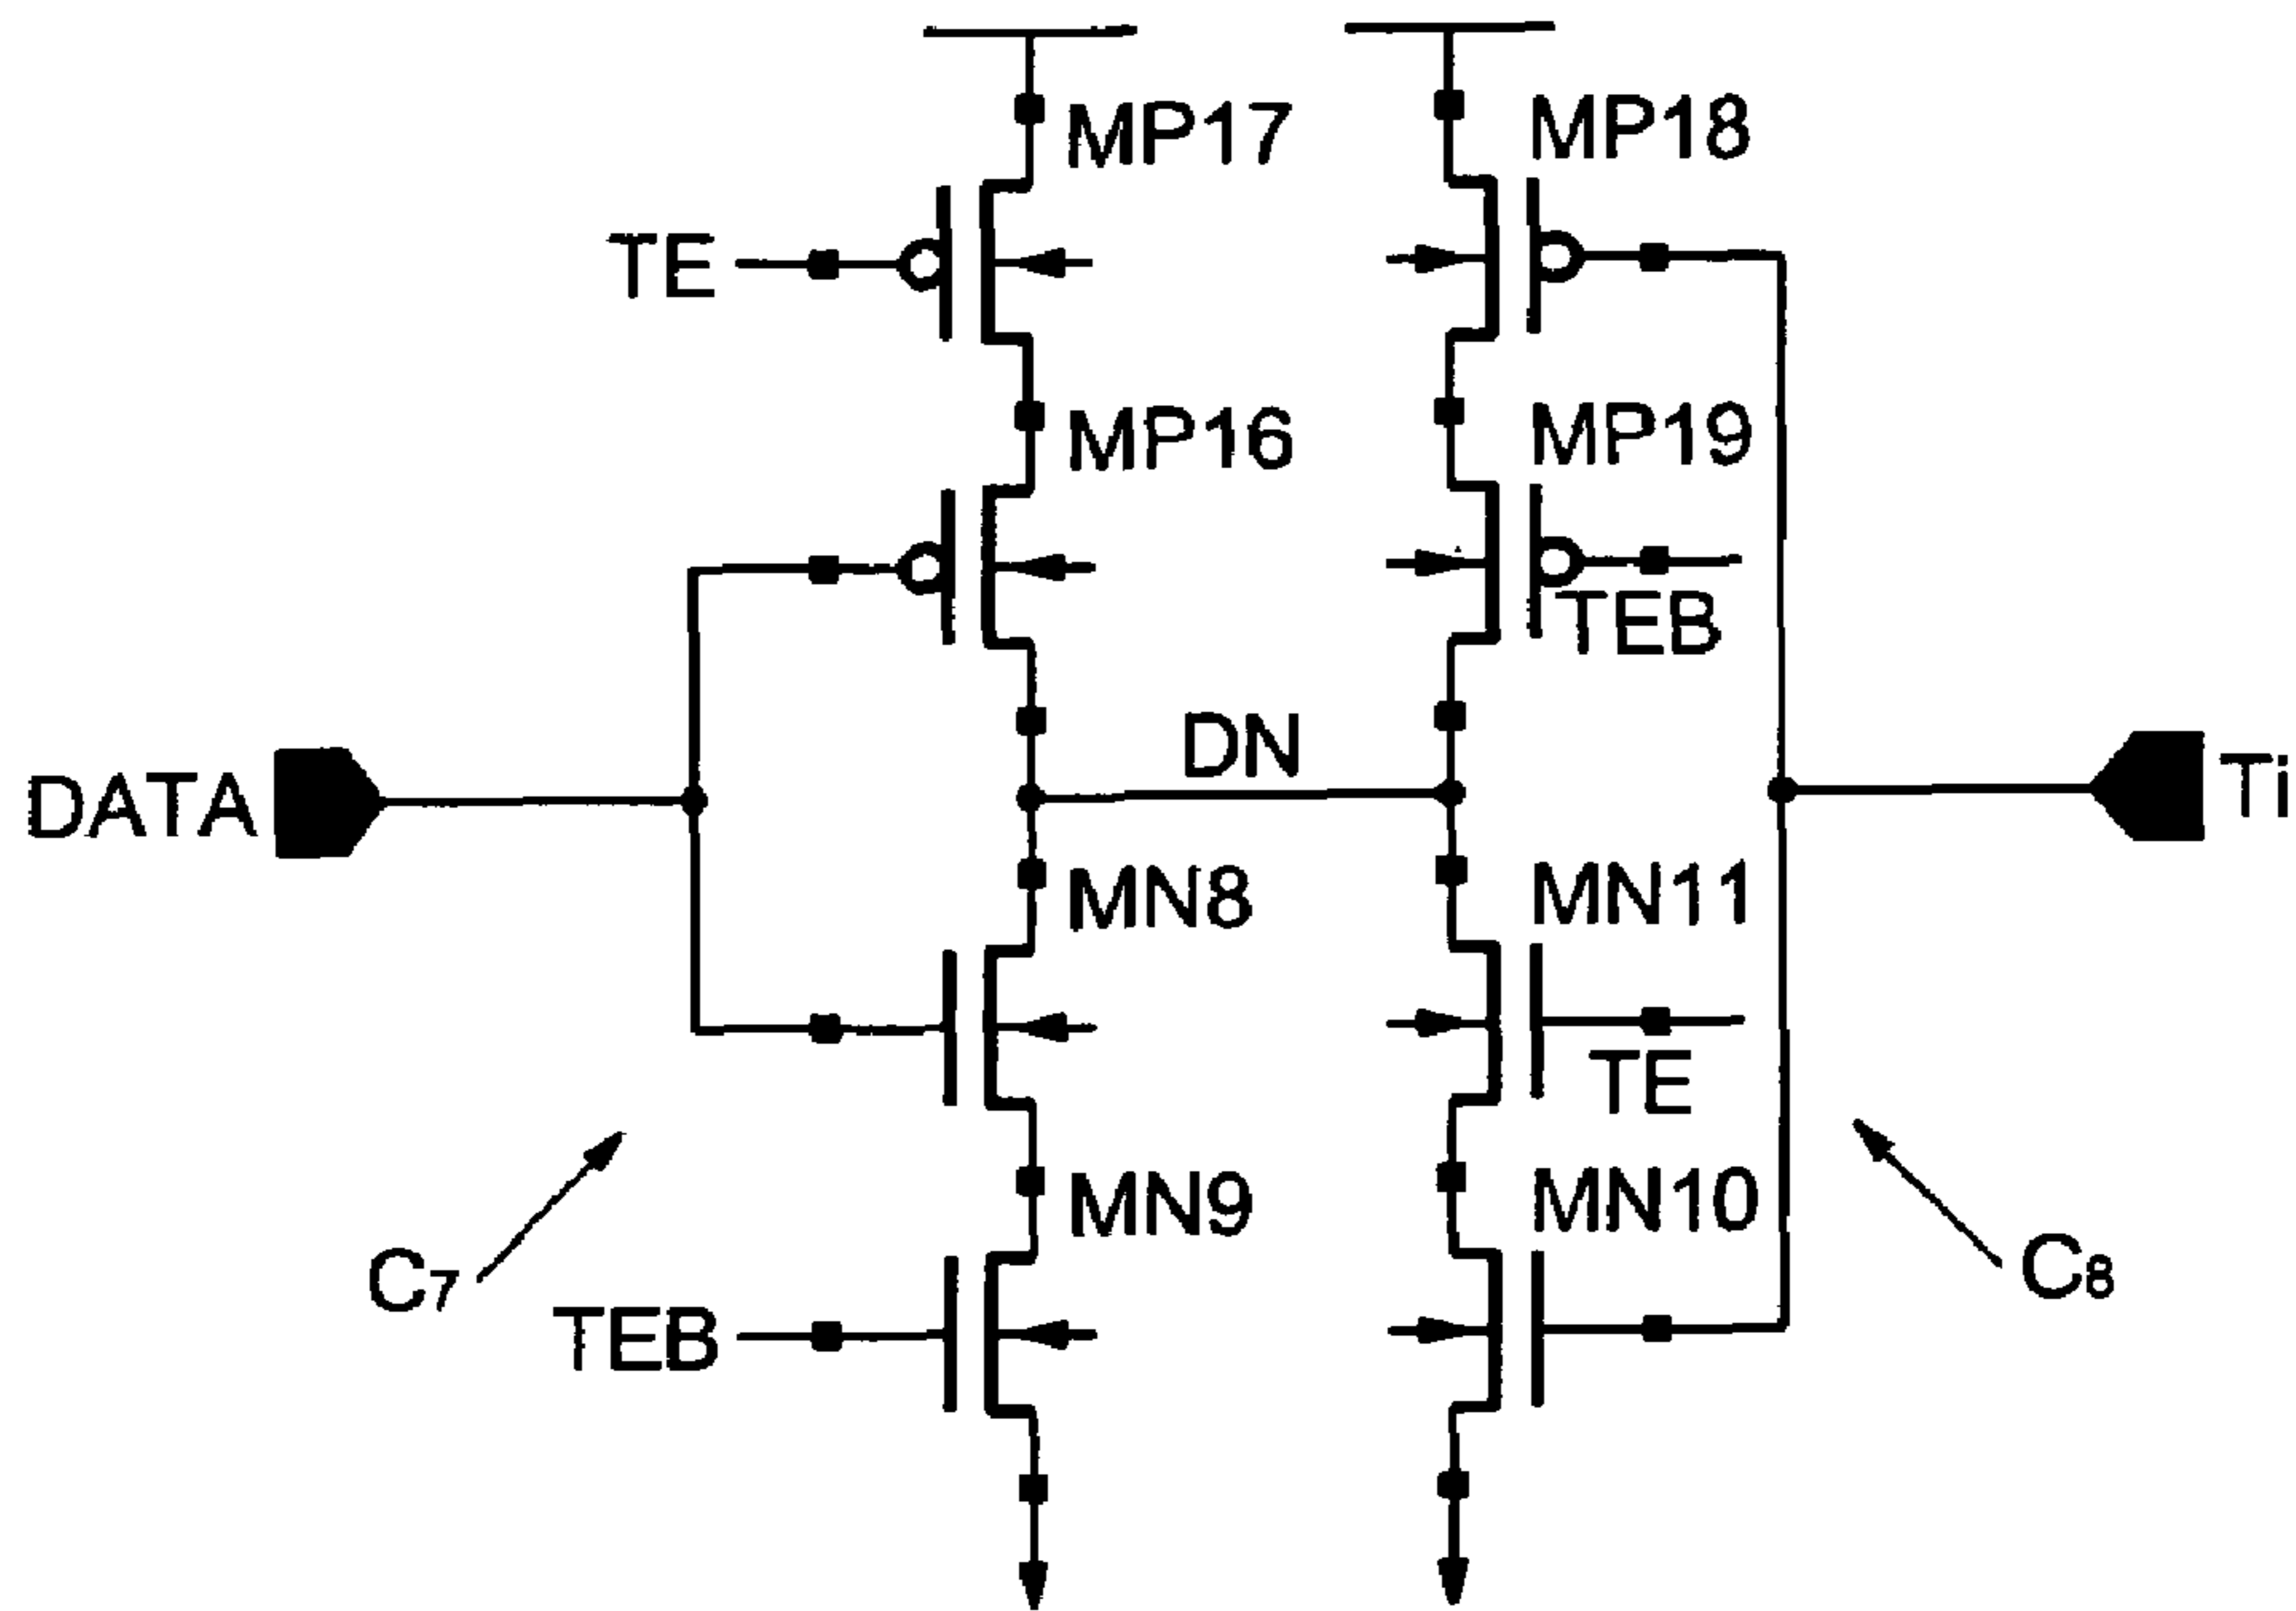 MP17
MP18
TE
MP16
MP19
TEB
DN
DATA
Ti
MN8
MN11
TE
MN9
MN10
C7
C8
TEB